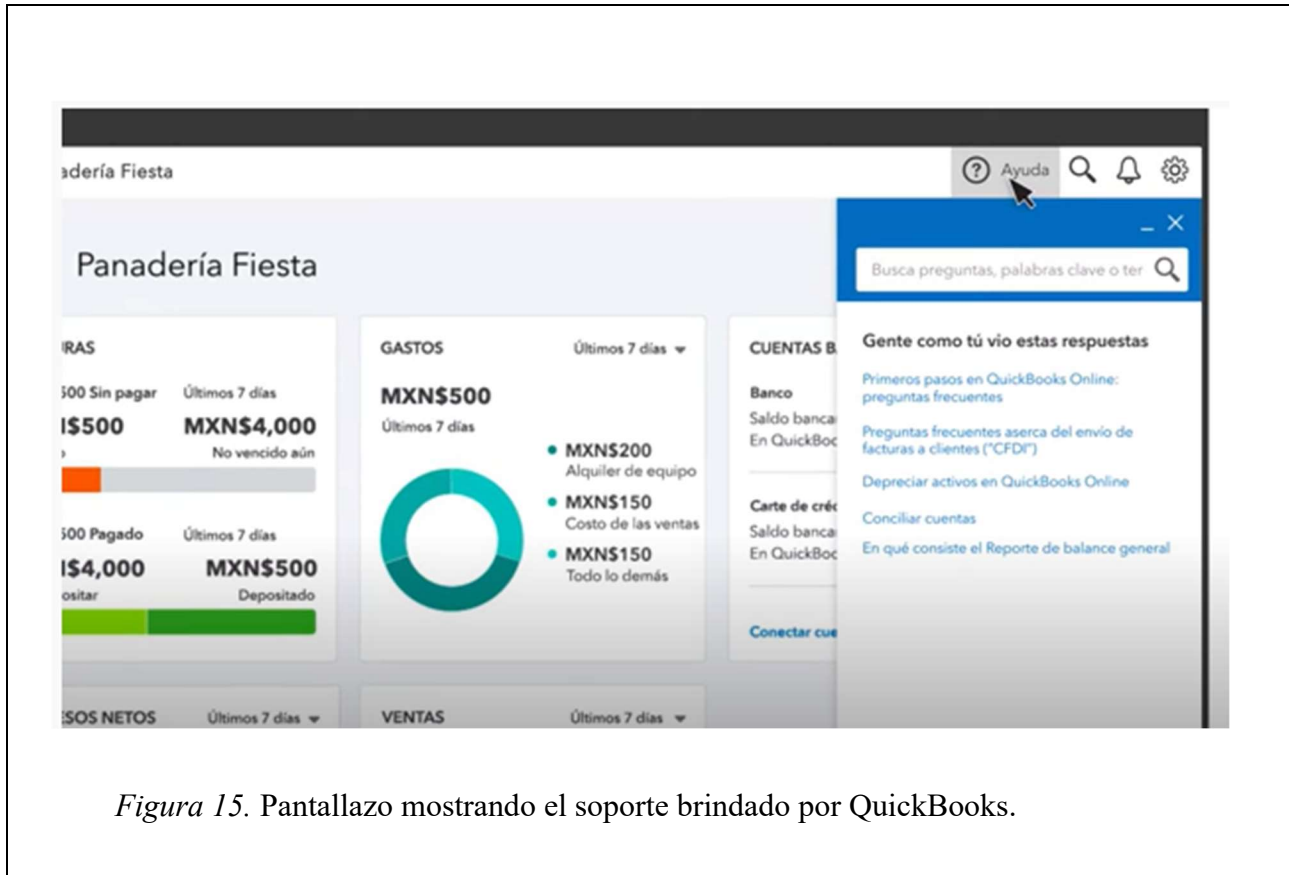 adería Fiesta
Ayuda
Panadería Fiesta
Busca preguntas, palabras clave o ter
Gente como tú vio estas respuestas
Primeros pasos en QuickBooks Online:
preguntas frecuentes
Preguntas frecuentes aserca del envío de
facturas a clientes ("CFDI")
Depreciar activos en QuickBooks Online
Conciliar cuentas
En qué consiste el Reporte de balance general
RAS
500 Sin pagar Últimos 7 días
$500 MXN$4,000
No vencido aún
500 Pagado Últimos 7 días
$4,000 MXN$500
ositar Depositado
GASTOS Últimos 7 días
MXN$500
Últimos 7 días
MXN$200
Alquiler de equipo
MXN$150
Costo de las ventas
MXN$150
Todo lo demás
CUENTAS B
Banco
Saldo banca
En QuickBoo
Carte de créd
Saldo banca
En QuickBoo
Conectar cue
SOS NETOS Últimos 7 días
VENTAS Últimos 7 días
Figura 15. Pantallazo mostrando el soporte brindado por QuickBooks.